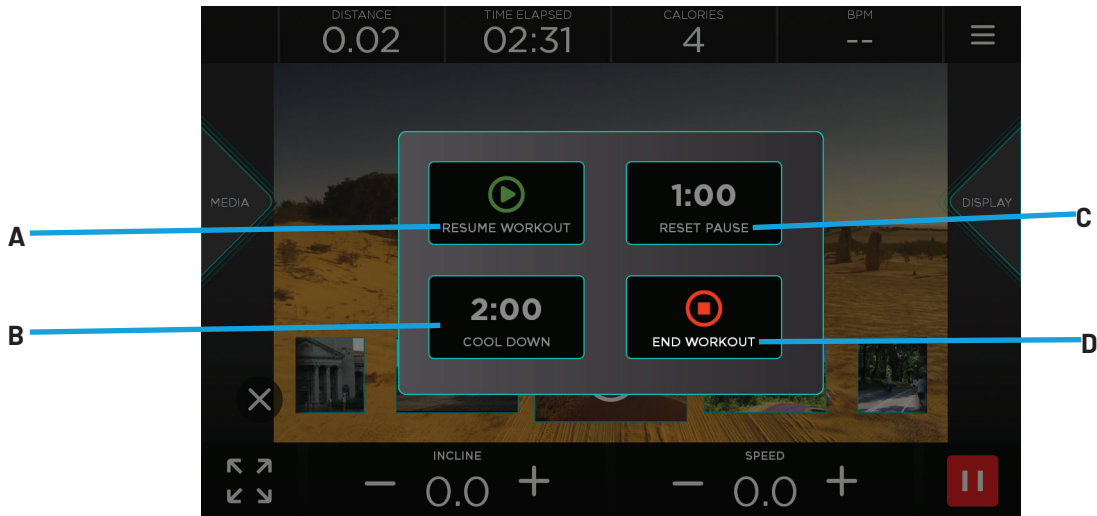 DISTANCE
0.02
TIME ELAPSED
02:31
CALORIES
4
BPM
--
MEDIA
DISPLAY
RESUME WORKOUT
1:00
RESET PAUSE
2:00
COOL DOWN
END WORKOUT
A
B
C
D
INCLINE
− 0.0 +
SPEED
− 0.0 +